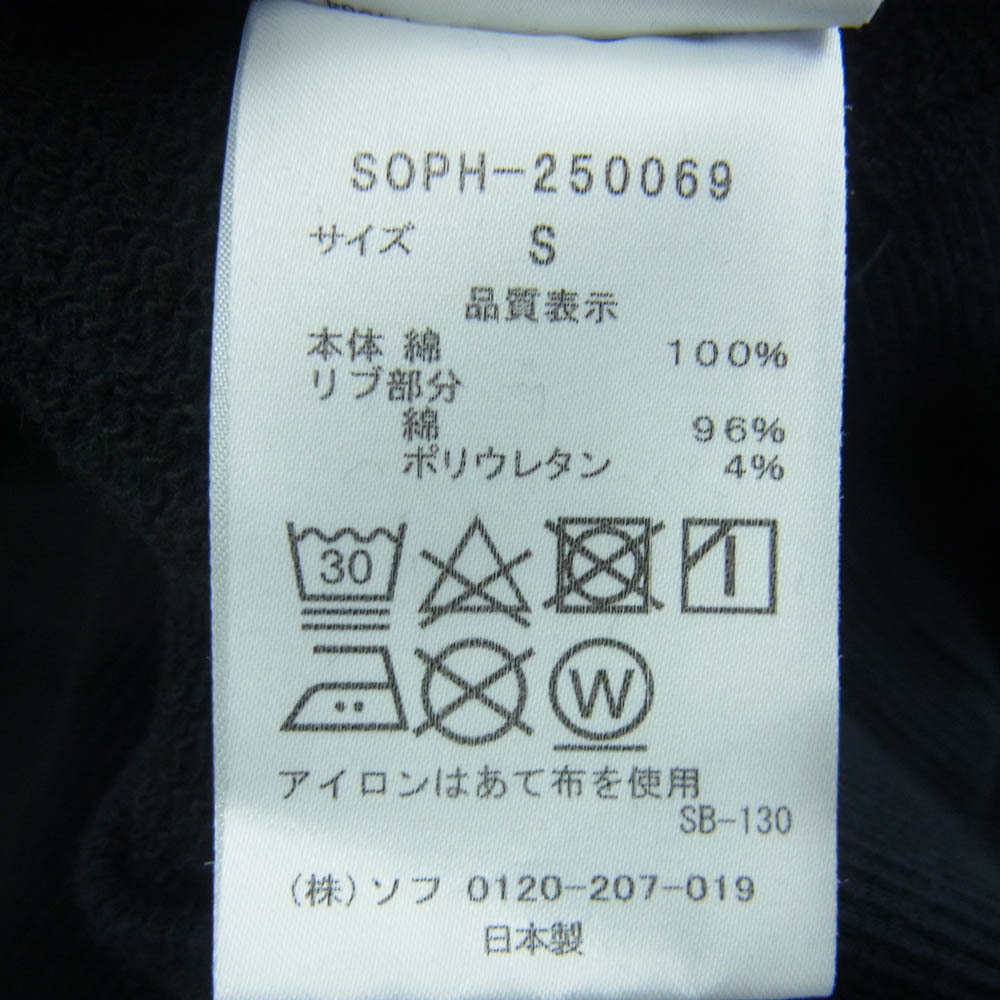 SOPH-250069
サイズ S
品質表示
本体 綿 100%
リブ部分
綿 96%
ポリウレタン 4%
30
W
アイロンはあて布を使用
SB-130
(株)ソフ 0120-207-019
日本製